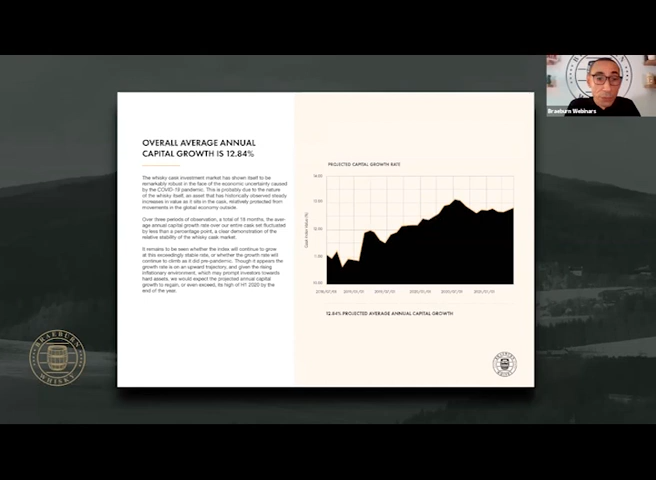 OVERALL AVERAGE ANNUAL
CAPITAL GROWTH IS 12.84%
The whisky cask investment market has shown itself to be
remarkably robust in the face of the economic uncertainty caused
by the COVID-19 pandemic. This is probably due to the nature
of the whisky itself; an asset that has historically observed steady
increases in value as it sits in the cask, relatively protected from
movements in the global economy outside.
Over three periods of observation, a total of 18 months, the aver-
age annual capital growth rate over our entire cask set fluctuated
by less than a percentage point, a clear demonstration of the
relative stability of the whisky cask market.
It remains to be seen whether the index will continue to grow
at this exceedingly stable rate, or whether the growth rate will
continue to climb as it did pre-pandemic. Though it appears the
growth rate is on an upward trajectory, and given the rising
inflationary environment, which may prompt investors towards
hard assets, we would expect the projected annual capital
growth to regain, or even exceed, its high of H1 2020 by the
end of the year.
PROJECTED CAPITAL GROWTH RATE
14.00
12.84% PROJECTED AVERAGE ANNUAL CAPITAL GROWTH
BRAEBURN
WHISKY
Braeburn Webinars